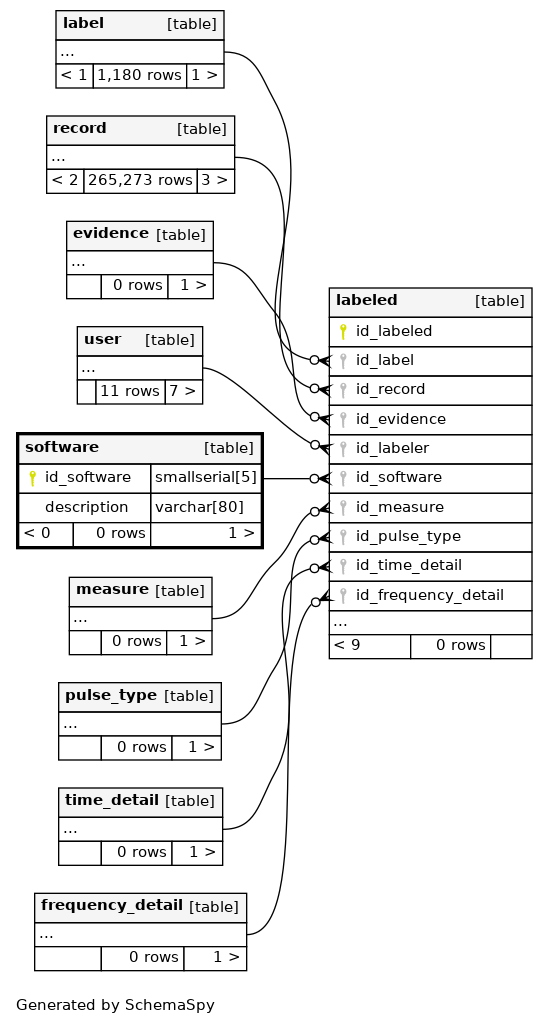 label [table]
...
< 1 1,180 rows 1 >
record [table]
...
< 2 265,273 rows 3 >
evidence [table]
...
0 rows 1 >
user [table]
...
11 rows 7 >
software [table]
id_software smallserial[5]
description varchar[80]
< 0 0 rows 1 >
measure [table]
...
0 rows 1 >
pulse_type [table]
...
0 rows 1 >
time_detail [table]
...
0 rows 1 >
frequency_detail [table]
...
0 rows 1 >
labeled [table]
id_labeled
id_label
id_record
id_evidence
id_labeler
id_software
id_measure
id_pulse_type
id_time_detail
id_frequency_detail
...
< 9 0 rows
Generated by SchemaSpy